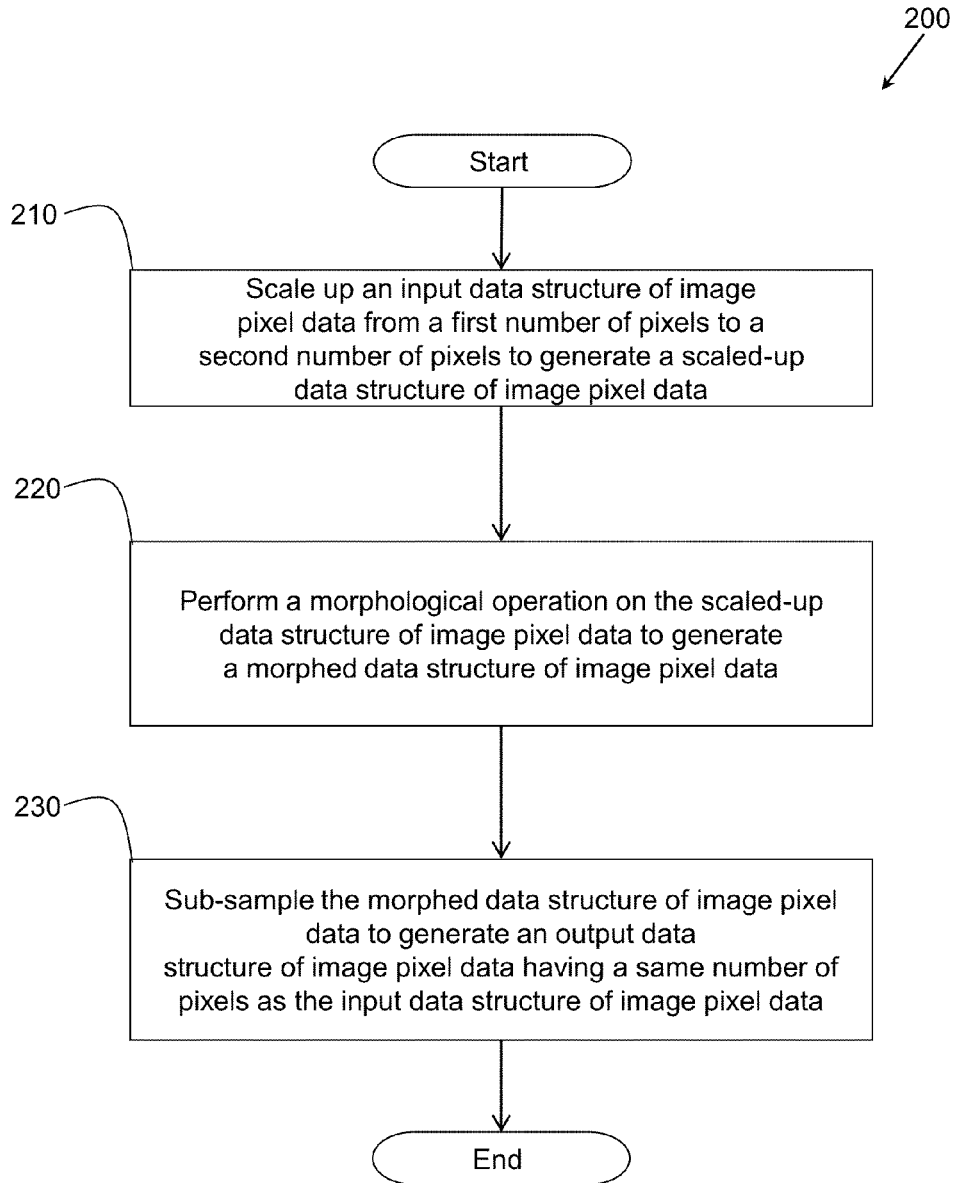 200
Start
210
Scale up an input data structure of image
pixel data from a first number of pixels to a
second number of pixels to generate a scaled-up
data structure of image pixel data
220
Perform a morphological operation on the scaled-up
data structure of image pixel data to generate
a morphed data structure of image pixel data
230
Sub-sample the morphed data structure of image pixel
data to generate an output data
structure of image pixel data having a same number of
pixels as the input data structure of image pixel data
End